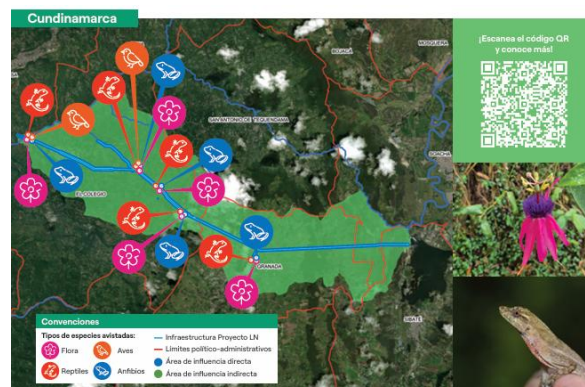 Cundinamarca
¡Escanea el código QR
y conoce más!
BOJACÁ
MOSQUERA
SAN ANTONIO DE TEQUENDAMA
SOACHA
EL COLEGIO
GRANADA
SIBATÉ
Convenciones
Tipos de especies avistadas:
Flora
Aves
Reptiles
Anfibios
Infraestructura Proyecto LN
Límites político-administrativos
Área de influencia directa
Área de influencia indirecta